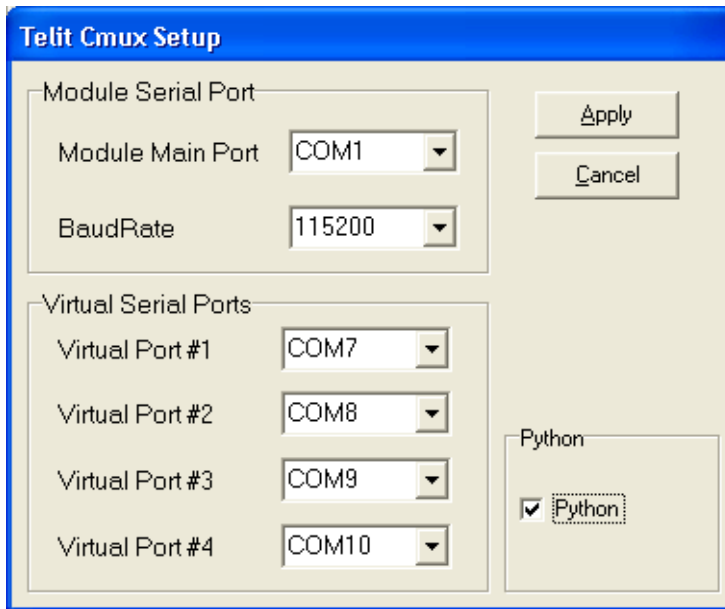 Telit Cmux Setup
Module Serial Port
Module Main Port COM1
BaudRate 115200
Apply
Cancel
Virtual Serial Ports
Virtual Port #1 COM7
Virtual Port #2 COM8
Virtual Port #3 COM9
Virtual Port #4 COM10
Python
Python